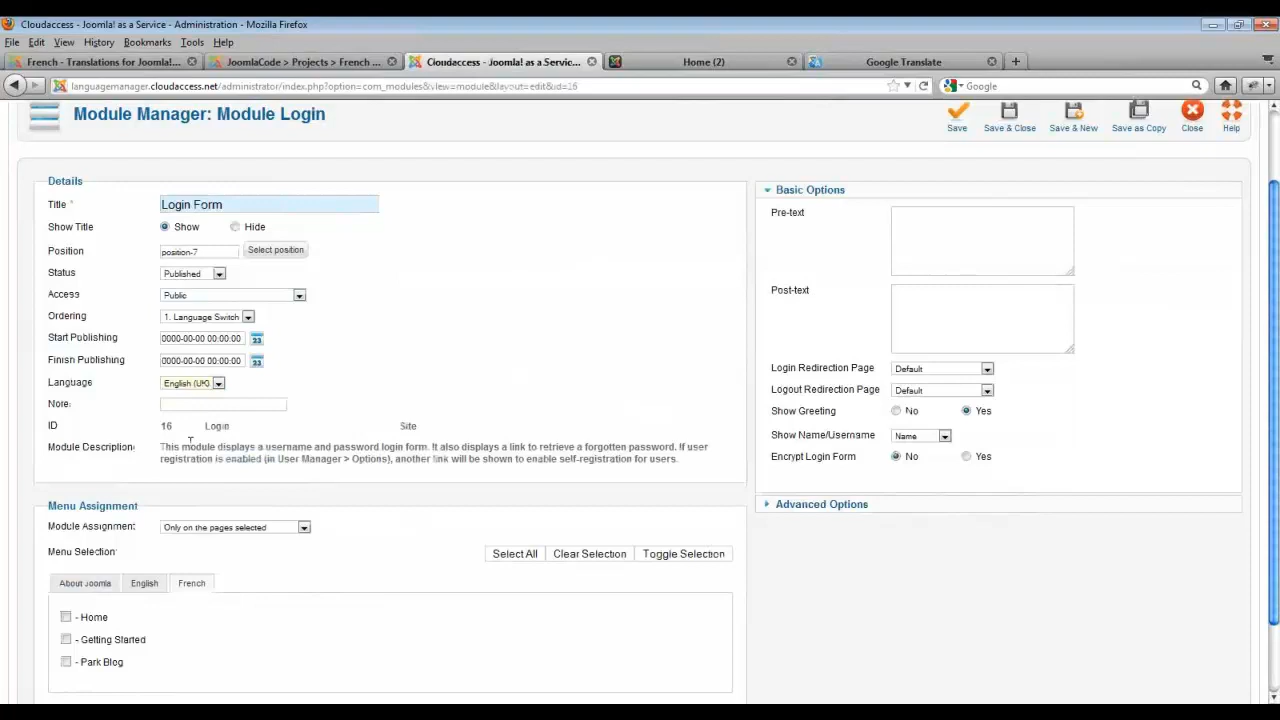 Cloudaccess - Joomla! as a Service - Administration - Mozilla Firefox
File Edit View History Bookmarks Tools Help
French - Translations for Joomla!... JoomlaCode > Projects > French ... Cloudaccess - Joomla! as a Service... Home (2) Google Translate
languagemanager.cloudaccess.net/administrator/index.php?option=com_modules&view=module&layout=edit&id=16 Google
Module Manager: Module Login
Save Save & Close Save & New Save as Copy Close Help
Details
Title * Login Form
Show Title Show Hide
Position position-7 Select position
Status Published
Access Public
Ordering 1. Language Switch
Start Publishing 0000-00-00 00:00:00 23
Finish Publishing 0000-00-00 00:00:00 23
Language English (UK)
Note
ID 16 Login Site
Module Description This module displays a username and password login form. It also displays a link to retrieve a forgotten password. If user
registration is enabled (in User Manager > Options), another link will be shown to enable self-registration for users.
Menu Assignment
Module Assignment Only on the pages selected
Menu Selection:
Select All Clear Selection Toggle Selection
About Joomla English French
- Home
- Getting Started
- Park Blog
Basic Options
Pre-text
Post-text
Login Redirection Page Default
Logout Redirection Page Default
Show Greeting No Yes
Show Name/Username Name
Encrypt Login Form No Yes
Advanced Options